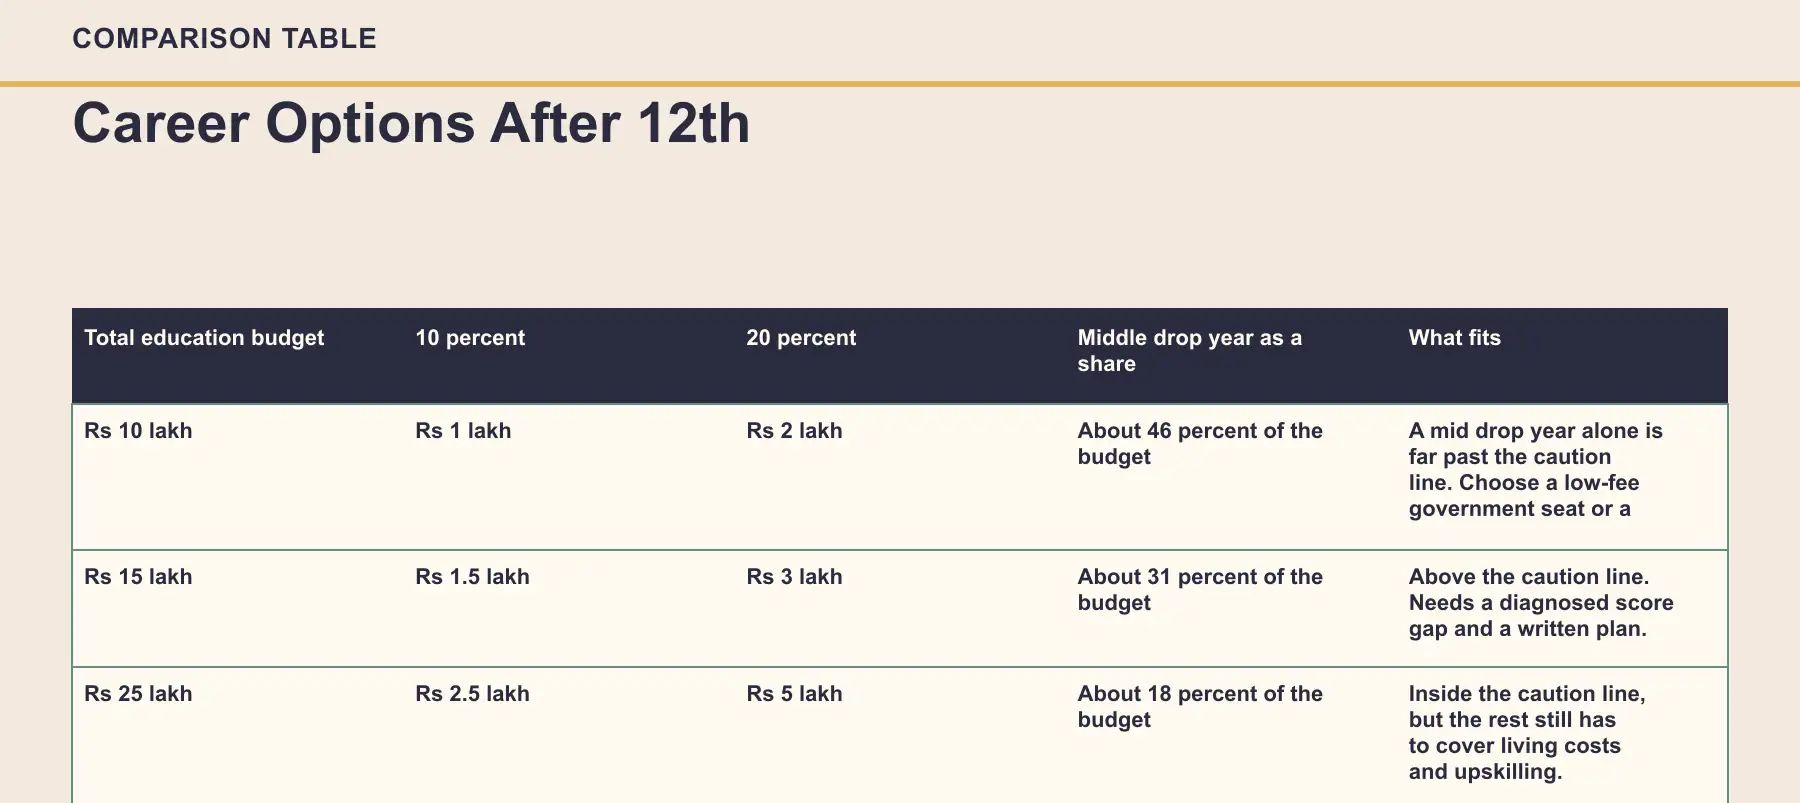 COMPARISON TABLE
Career Options After 12th
Total education budget
10 percent
20 percent
Middle drop year as a
share
What fits
Rs 10 lakh
Rs 1 lakh
Rs 2 lakh
About 46 percent of the
budget
A mid drop year alone is
far past the caution
line. Choose a low-fee
government seat or a
Rs 15 lakh
Rs 1.5 lakh
Rs 3 lakh
About 31 percent of the
budget
Above the caution line.
Needs a diagnosed score
gap and a written plan.
Rs 25 lakh
Rs 2.5 lakh
Rs 5 lakh
About 18 percent of the
budget
Inside the caution line,
but the rest still has
to cover living costs
and upskilling.